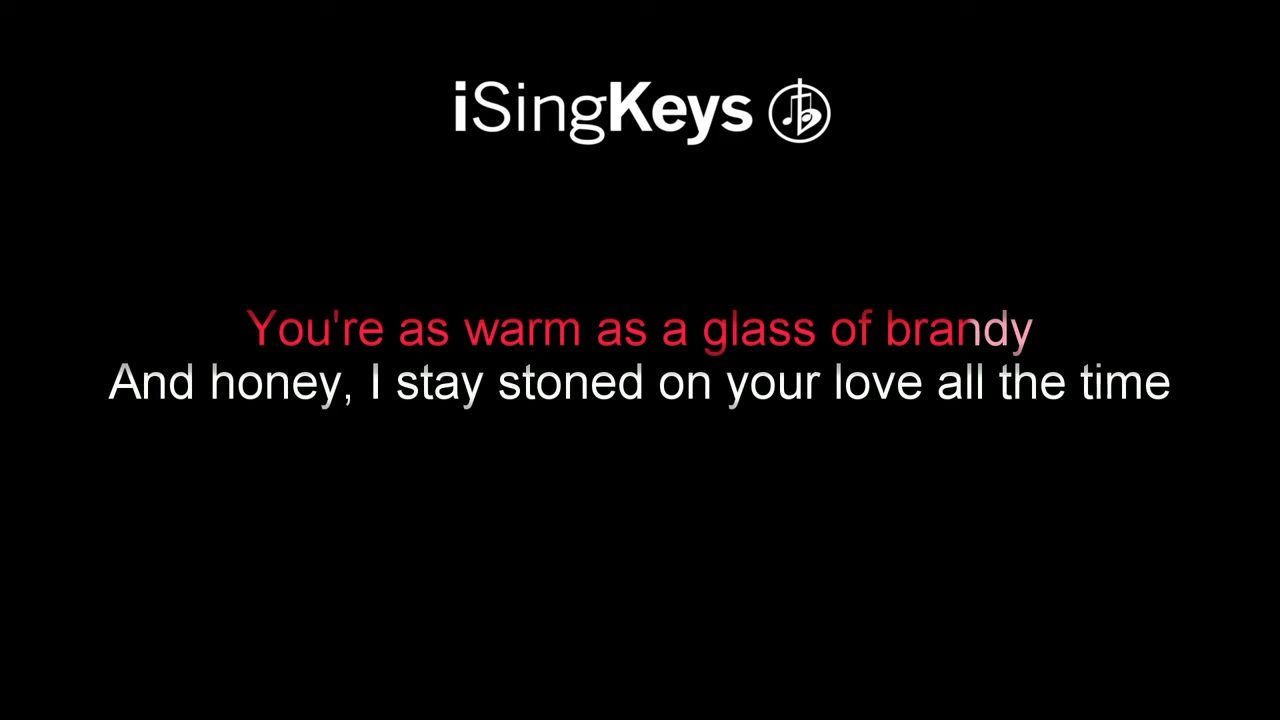 iSingKeys
You're as warm as a glass of brandy
And honey, I stay stoned on your love all the time